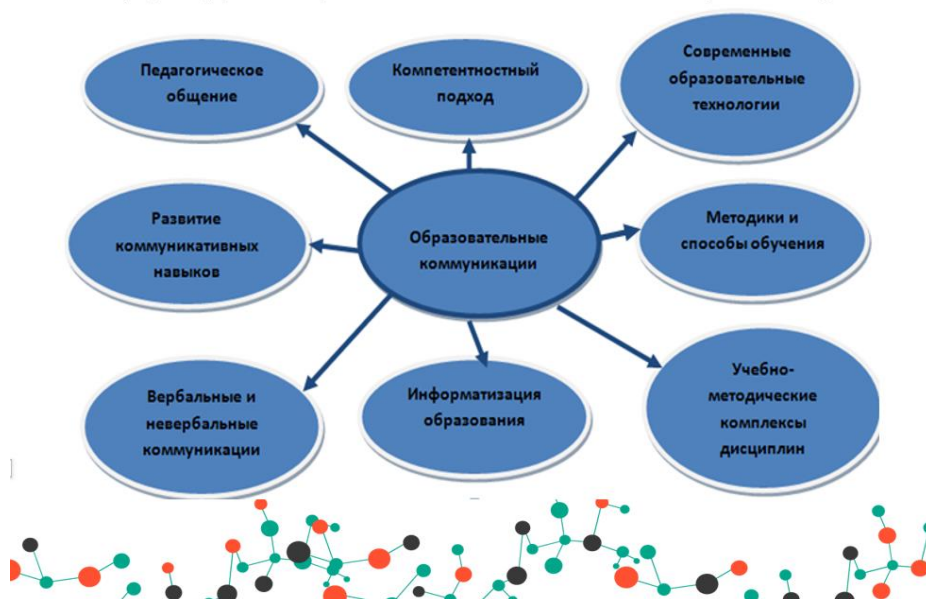 Педагогическое
общение
Компетентностный
подход
Современные
образовательные
технологии
Развитие
коммуникативных
навыков
Образовательные
коммуникации
Методики и
способы обучения
Вербальные и
невербальные
коммуникации
Информатизация
образования
Учебно-
методические
комплексы
дисциплин